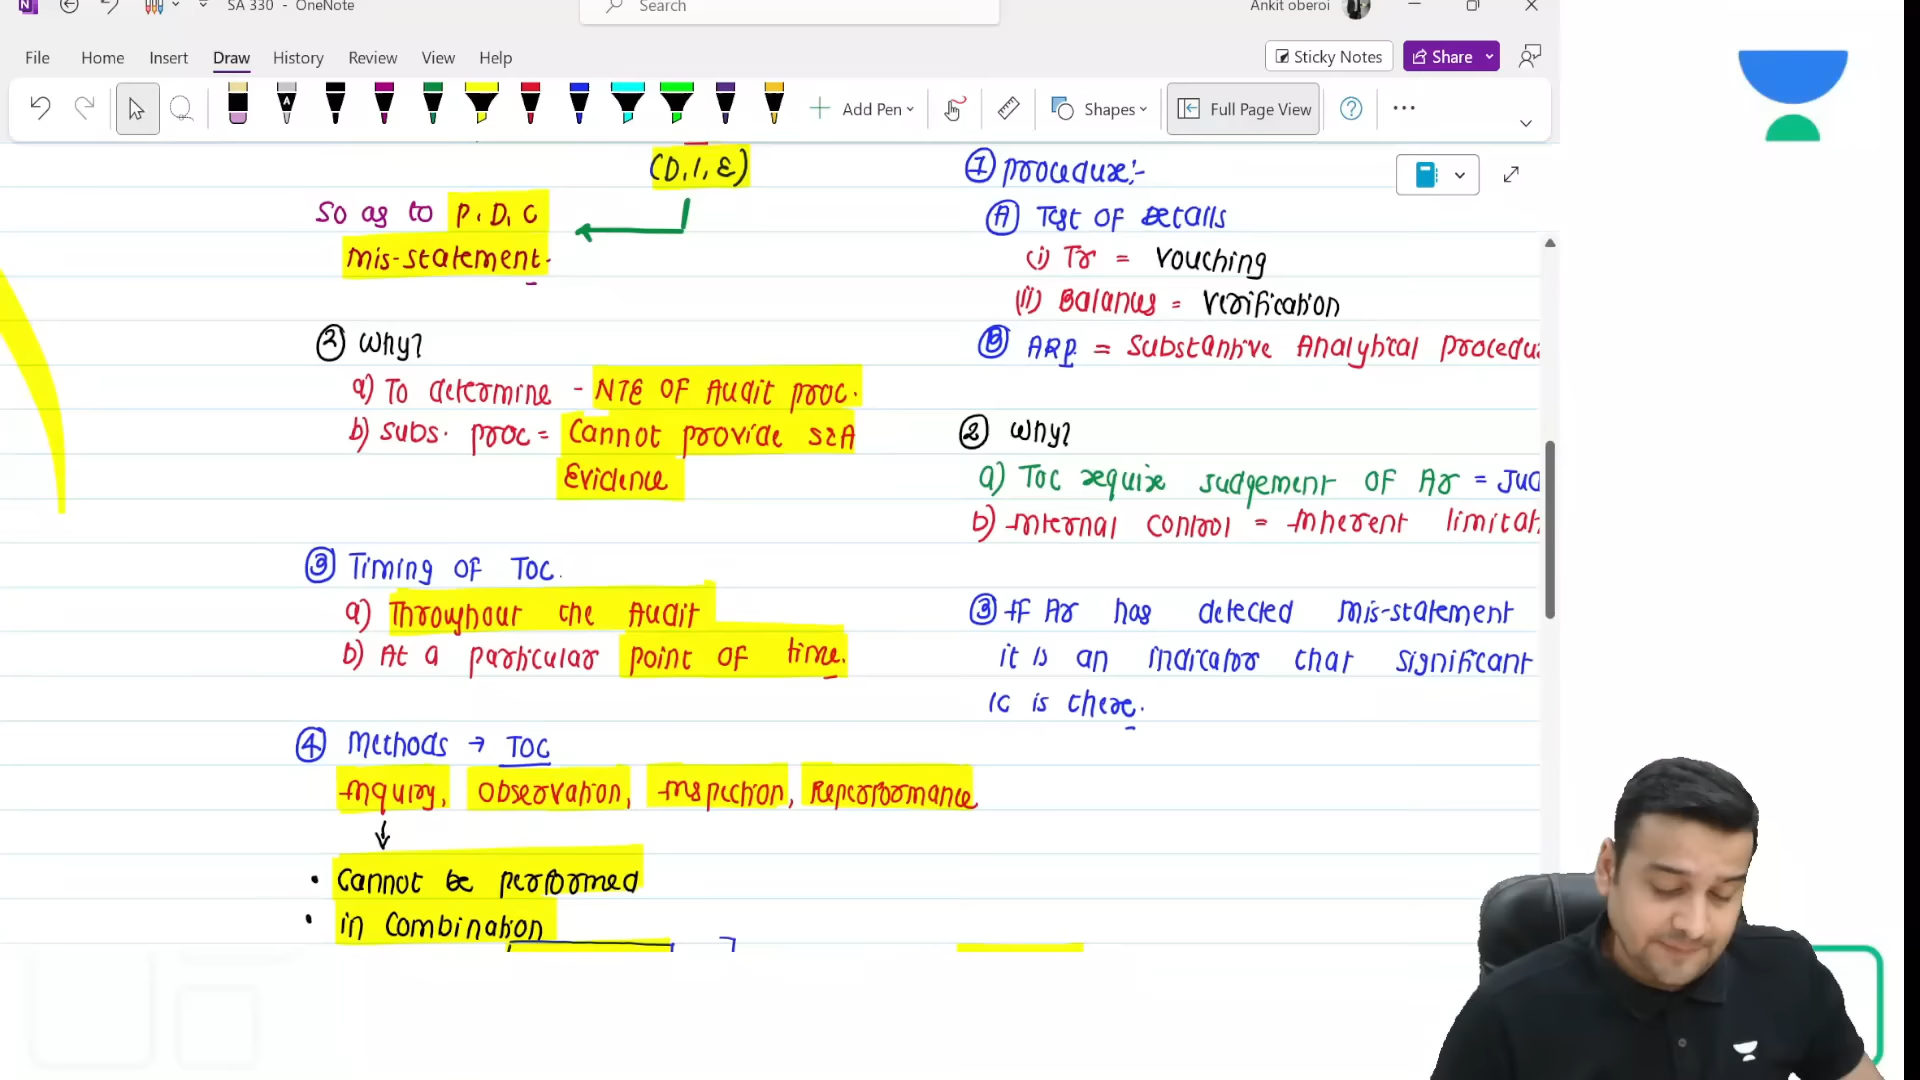 SA 330 - OneNote
Search
Ankit oberoi
File Home Insert Draw History Review View Help
Sticky Notes Share
Add Pen Shapes Full Page View
(D, I, E)
So as to P. D, C
Mis-statement.
② Why?
a) To determine - NTE OF Audit proc.
b) Subs. proc = Cannot provide S&A
Evidence
③ Timing of TOC.
a) Throughout the Audit
b) At a particular point of time.
④ Methods → TOC
Inquiry, Observation, Inspection, Reperformance
• Cannot be performed
• in Combination
① procedure:-
Ⓐ Test OF Details
(i) Tr = Vouching
(ii) Balances = Verification
Ⓑ ARP = Substantive Analytical procedu
② Why?
a) TOC require Judgement OF Ar = Jud
b) Internal Control = Inherent limitat
③ If Ar has detected Mis-statement
it is an indicator that significant
IC is there.